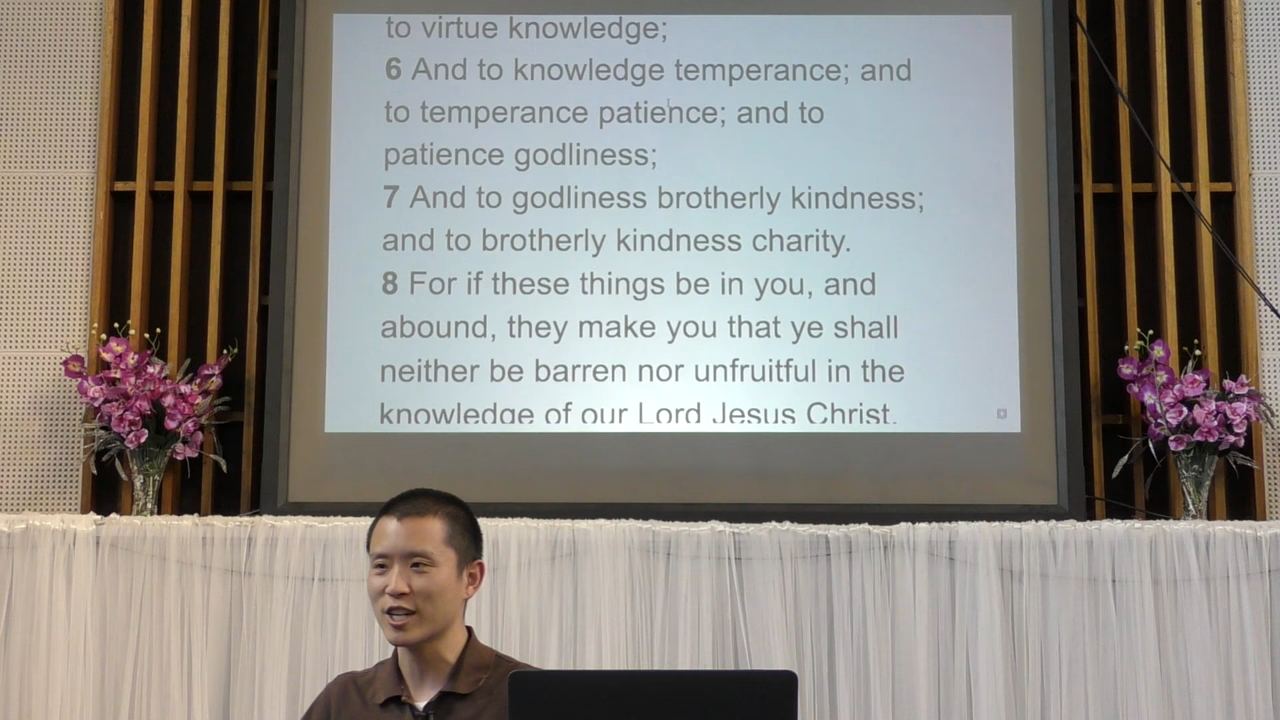 to virtue knowledge;
6 And to knowledge temperance; and
to temperance patience; and to
patience godliness;
7 And to godliness brotherly kindness;
and to brotherly kindness charity.
8 For if these things be in you, and
abound, they make you that ye shall
neither be barren nor unfruitful in the
knowledge of our Lord Jesus Christ.